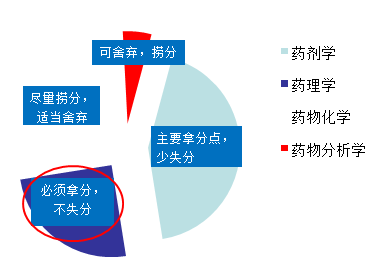 可舍弃，捞分
尽量捞分，
适当舍弃
主要拿分点，
少失分
必须拿分，
不失分
药剂学
药理学
药物化学
药物分析学